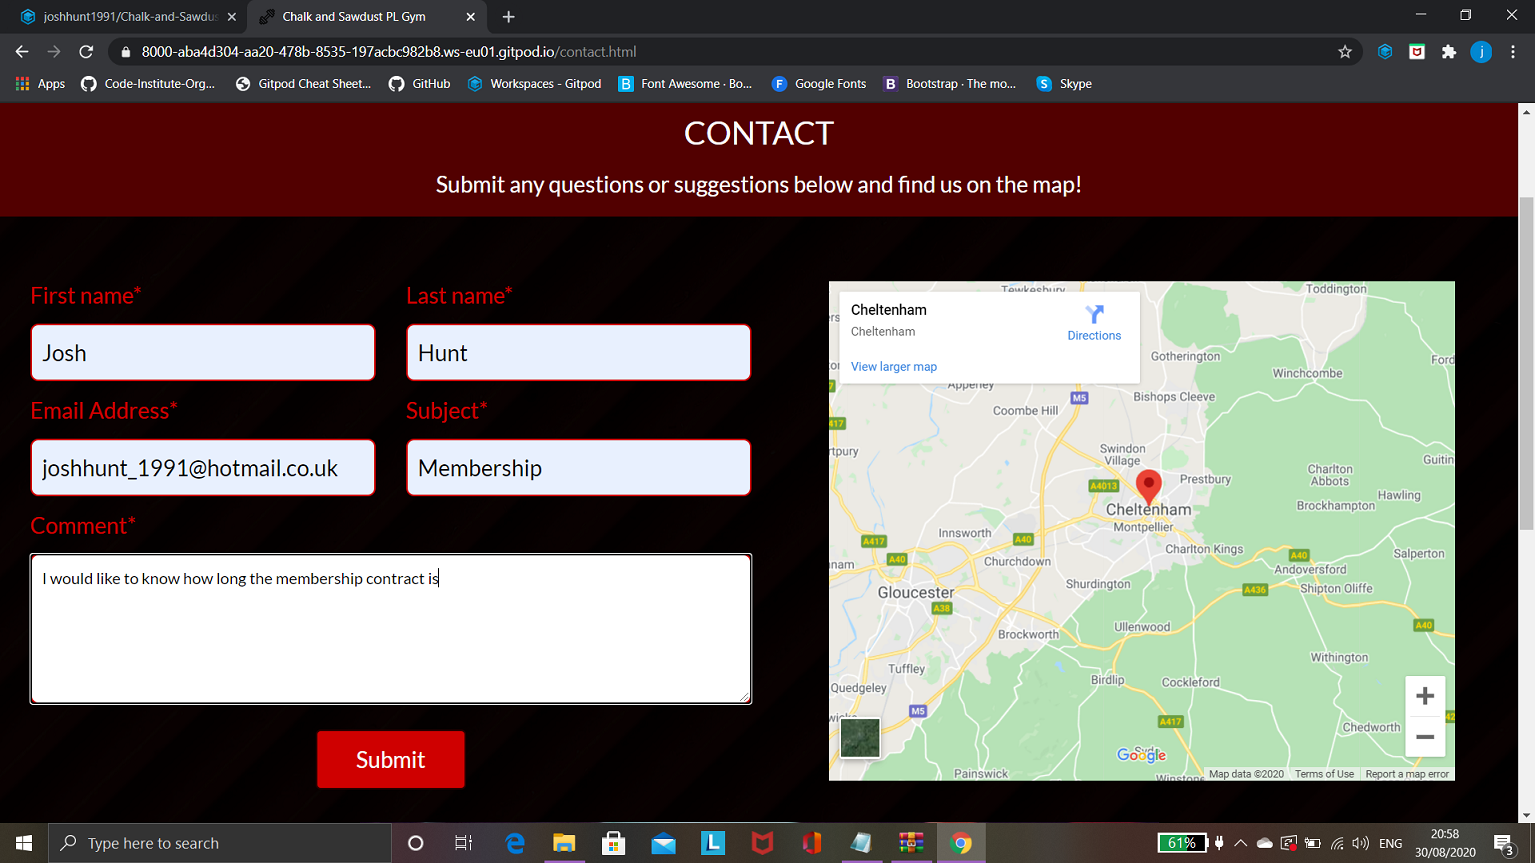 joshhunt1991/Chalk-and-Sawdus
Chalk and Sawdust PL Gym
8000-aba4d304-aa20-478b-8535-197acbc982b8.ws-eu01.gitpod.io/contact.html
j
Apps
Code-Institute-Org...
Gitpod Cheat Sheet...
GitHub
Workspaces - Gitpod
B
Font Awesome · Bo...
F
Google Fonts
B
Bootstrap · The mo...
S
Skype
CONTACT
Submit any questions or suggestions below and find us on the map!
First name*
Last name*
Josh
Hunt
Email Address*
Subject*
joshhunt_1991@hotmail.co.uk
Membership
Comment*
I would like to know how long the membership contract is
Submit
Tewkesbury
Toddington
Cheltenham
Cheltenham
Directions
View larger map
Gotherington
Ford
Winchcombe
Apperley
M5
Bishops Cleeve
Coombe Hill
417
Swindon
Village
Guitin
Charlton
Abbots
Prestbury
A4013
Hawling
Brockhampton
Cheltenham
Montpellier
Innsworth
A417
A40
Charlton Kings
A40
Salperton
A40
Churchdown
Andoversford
Shurdington
A436
Shipton Oliffe
Gloucester
A38
Ullenwood
A40
Brockworth
Withington
Tuffley
Birdlip
Cockleford
Quedgeley
M5
A417
Chedworth
42
Google
Painswick
Map data ©2020
Terms of Use
Report a map error
Type here to search
L
61%
ENG
20:58
30/08/2020
3